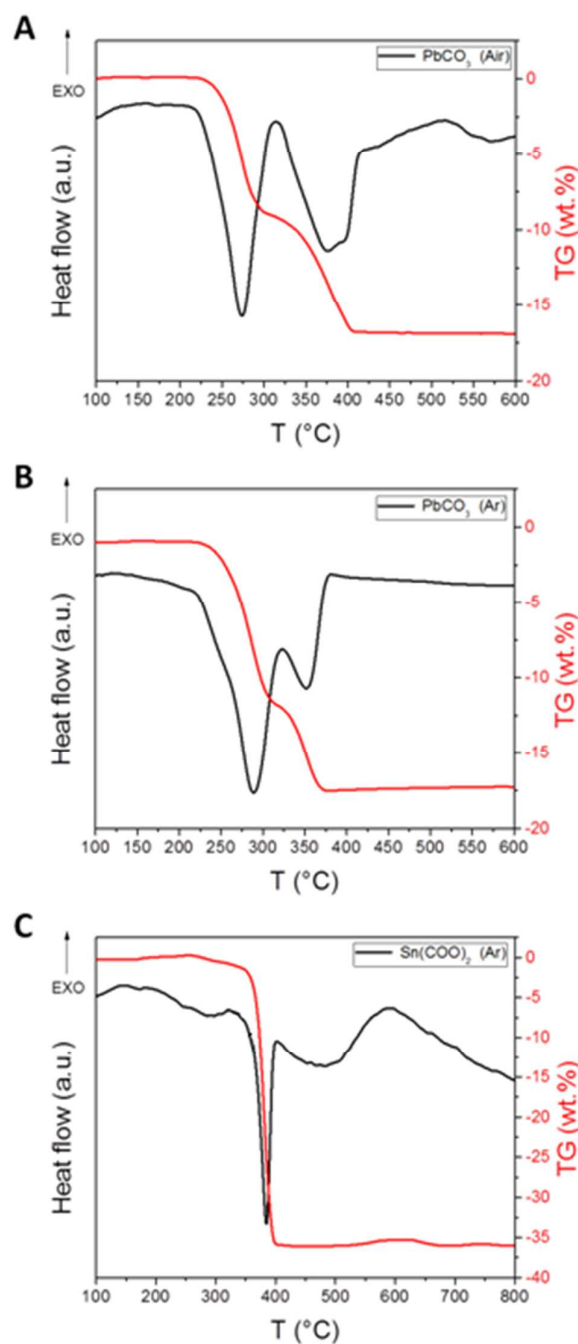 A
EXO
PbCO₃ (Air)
Heat flow (a.u.)
TG (wt.%)
0
-5
-10
-15
-20
100 150 200 250 300 350 400 450 500 550 600
T (°C)
B
EXO
PbCO₃ (Ar)
Heat flow (a.u.)
TG (wt.%)
0
-5
-10
-15
-20
100 150 200 250 300 350 400 450 500 550 600
T (°C)
C
EXO
Sn(COO)₂ (Ar)
Heat flow (a.u.)
TG (wt.%)
0
-5
-10
-15
-20
-25
-30
-35
-40
100 200 300 400 500 600 700 800
T (°C)